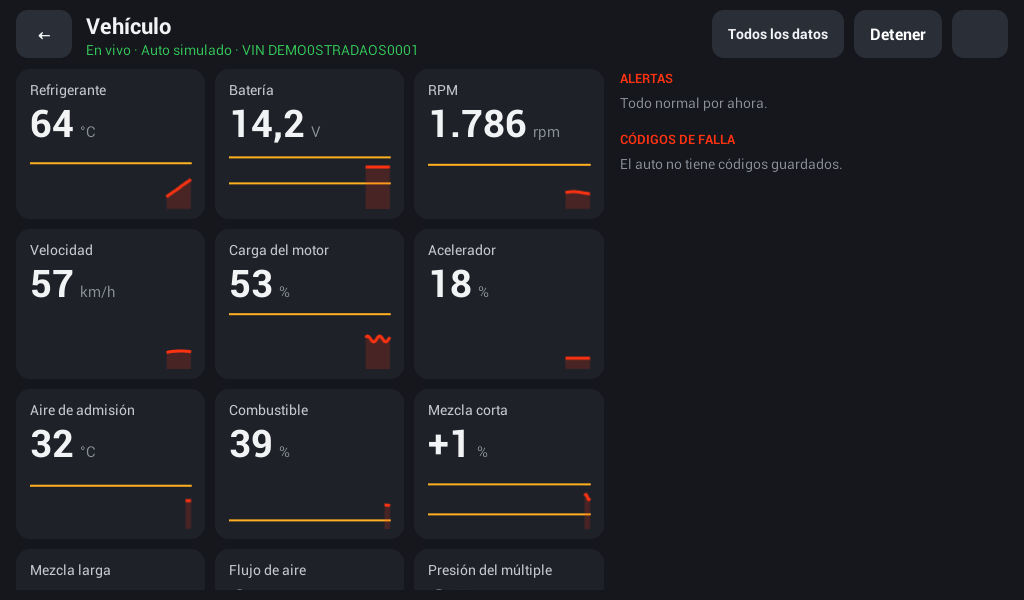 ←
Vehículo
En vivo · Auto simulado · VIN DEMO0STRADAOS0001
Todos los datos
Detener
Refrigerante
64 °C
Batería
14,2 V
RPM
1.786 rpm
ALERTAS
Todo normal por ahora.
CÓDIGOS DE FALLA
El auto no tiene códigos guardados.
Velocidad
57 km/h
Carga del motor
53 %
Acelerador
18 %
Aire de admisión
32 °C
Combustible
39 %
Mezcla corta
+1 %
Mezcla larga
Flujo de aire
Presión del múltiple